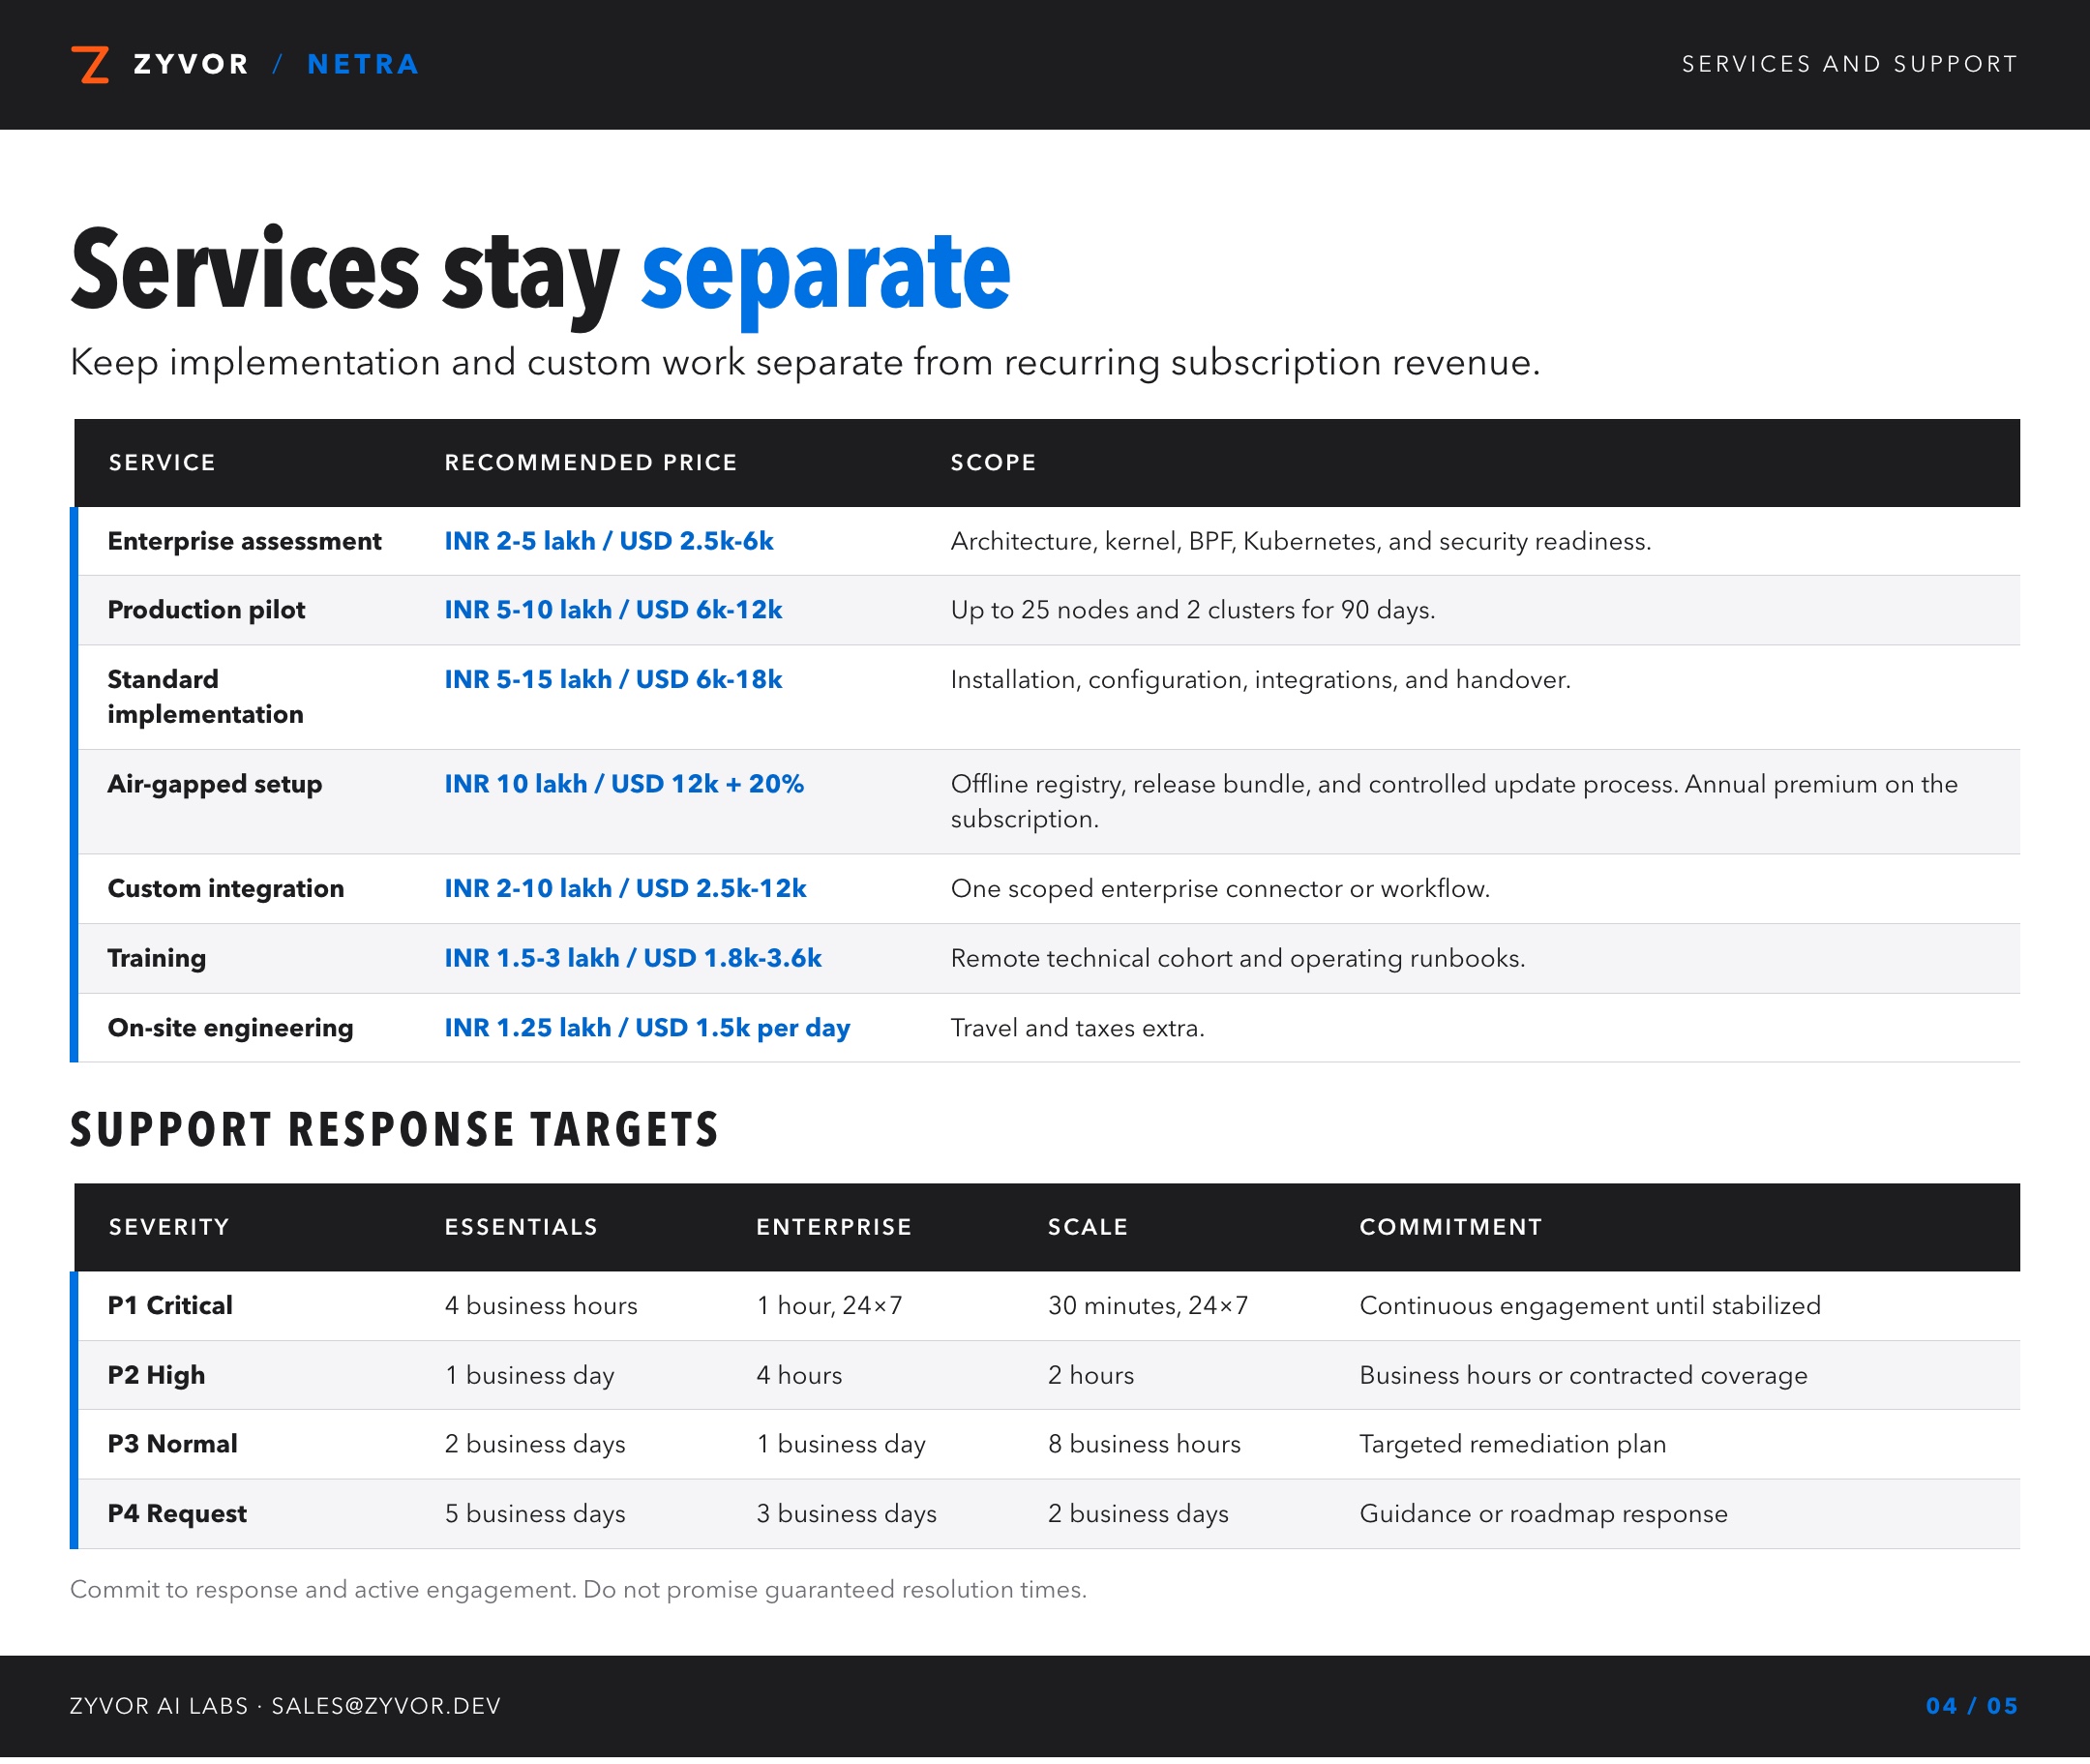 ZYVOR / NETRA
SERVICES AND SUPPORT
Services stay separate
Keep implementation and custom work separate from recurring subscription revenue.
SERVICE RECOMMENDED PRICE SCOPE
Enterprise assessment INR 2-5 lakh / USD 2.5k-6k Architecture, kernel, BPF, Kubernetes, and security readiness.
Production pilot INR 5-10 lakh / USD 6k-12k Up to 25 nodes and 2 clusters for 90 days.
Standard INR 5-15 lakh / USD 6k-18k Installation, configuration, integrations, and handover.
implementation
Air-gapped setup INR 10 lakh / USD 12k + 20% Offline registry, release bundle, and controlled update process. Annual premium on the
subscription.
Custom integration INR 2-10 lakh / USD 2.5k-12k One scoped enterprise connector or workflow.
Training INR 1.5-3 lakh / USD 1.8k-3.6k Remote technical cohort and operating runbooks.
On-site engineering INR 1.25 lakh / USD 1.5k per day Travel and taxes extra.
SUPPORT RESPONSE TARGETS
SEVERITY ESSENTIALS ENTERPRISE SCALE COMMITMENT
P1 Critical 4 business hours 1 hour, 24×7 30 minutes, 24×7 Continuous engagement until stabilized
P2 High 1 business day 4 hours 2 hours Business hours or contracted coverage
P3 Normal 2 business days 1 business day 8 business hours Targeted remediation plan
P4 Request 5 business days 3 business days 2 business days Guidance or roadmap response
Commit to response and active engagement. Do not promise guaranteed resolution times.
ZYVOR AI LABS · SALES@ZYVOR.DEV
04 / 05